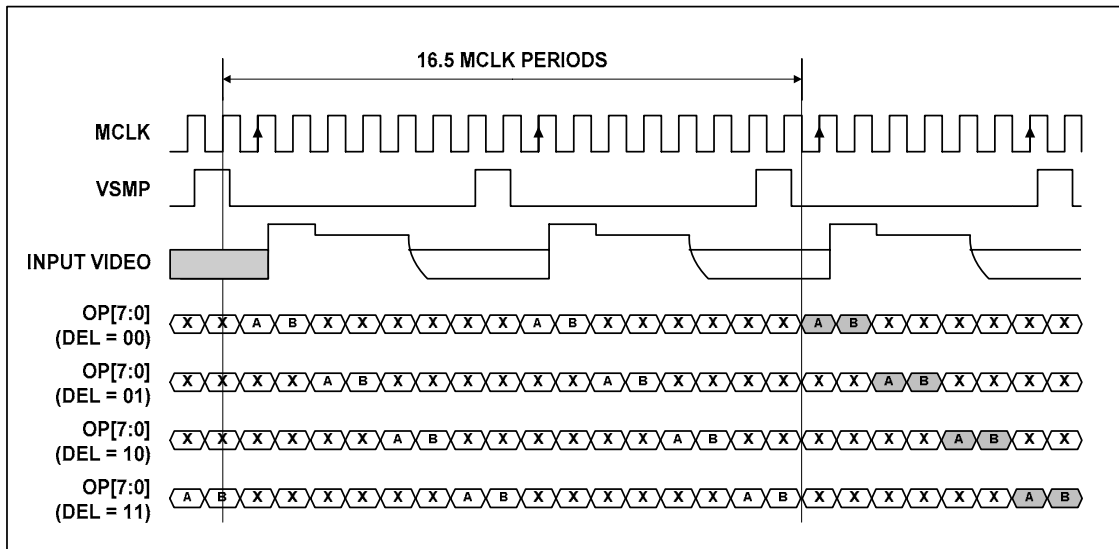 16.5 MCLK PERIODS
MCLK
VSMP
INPUT VIDEO
OP[7:0]
(DEL = 00)
X X A B X X X X X X A B X X X X X X A B X X X X X X
OP[7:0]
(DEL = 01)
X X X X A B X X X X X X A B X X X X X X A B X X X X
OP[7:0]
(DEL = 10)
X X X X X X A B X X X X X X A B X X X X X X A B X X
OP[7:0]
(DEL = 11)
A B X X X X X X A B X X X X X X A B X X X X X X A B